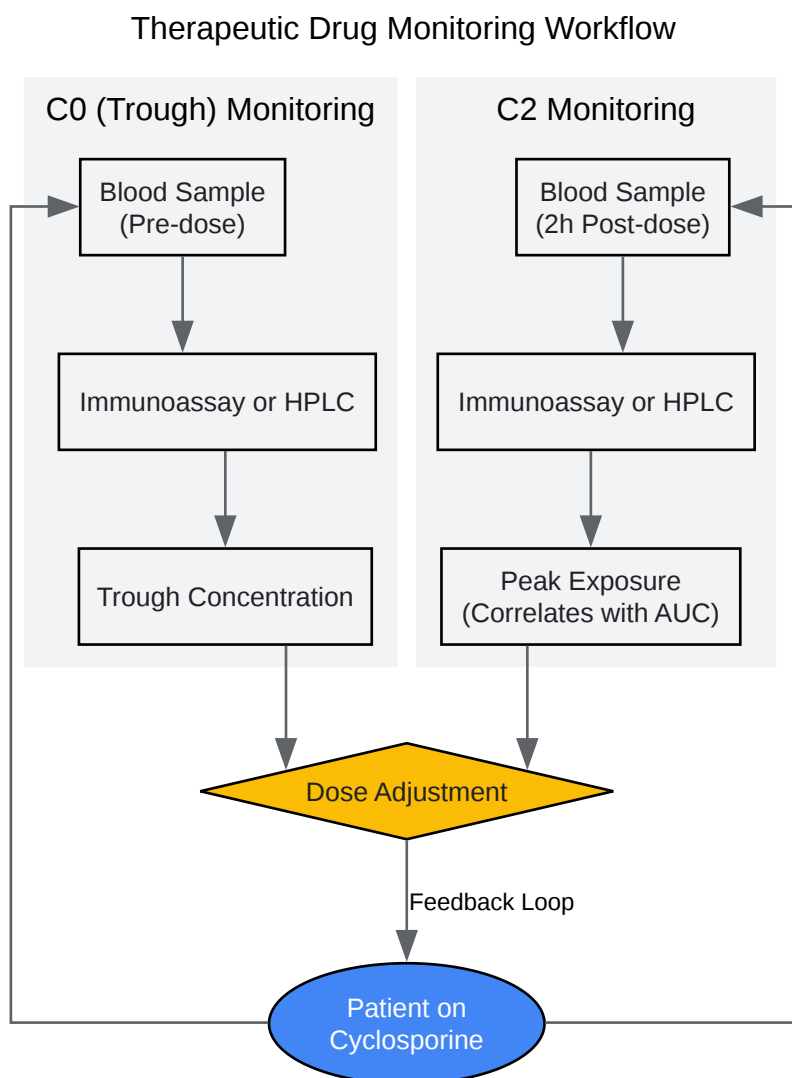 Therapeutic Drug Monitoring Workflow
C0 (Trough) Monitoring
Blood Sample
(Pre-dose)
Immunoassay or HPLC
Trough Concentration
C2 Monitoring
Blood Sample
(2h Post-dose)
Immunoassay or HPLC
Peak Exposure
(Correlates with AUC)
Dose Adjustment
Feedback Loop
Patient on
Cyclosporine